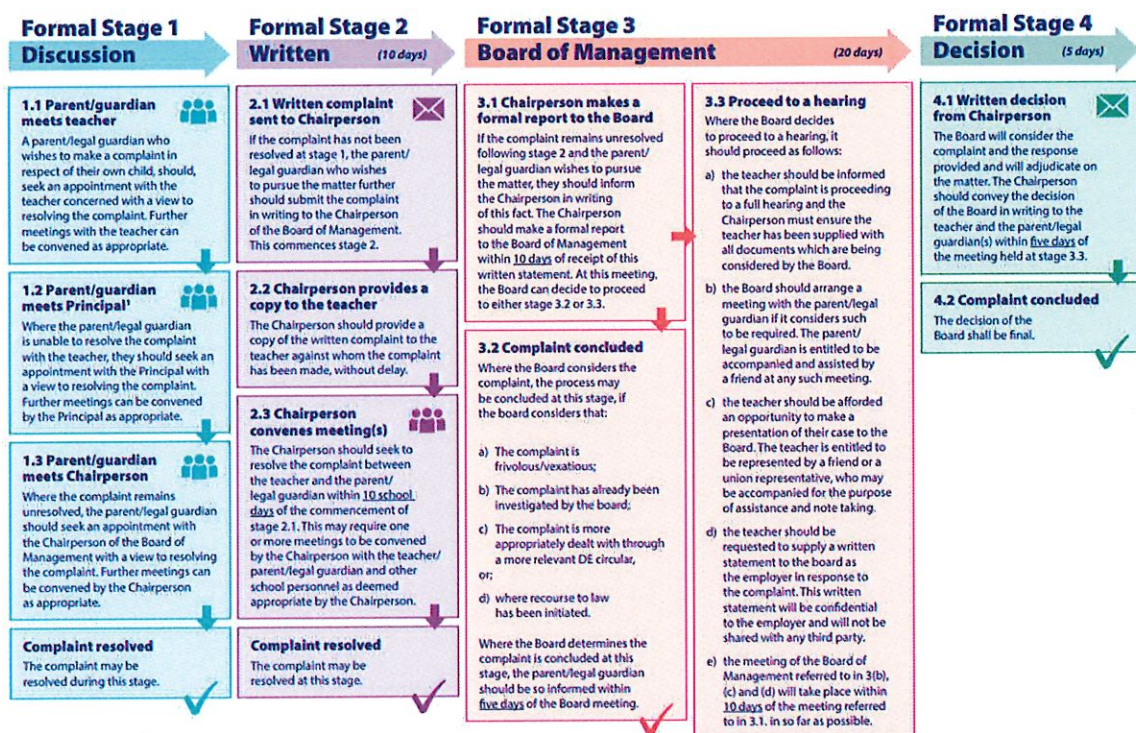 Formal Stage 1
Discussion
1.1 Parent/guardian
meets teacher
A parent/legal guardian who
wishes to make a complaint in
respect of their own child, should,
seek an appointment with the
teacher concerned with a view to
resolving the complaint. Further
meetings with the teacher can
be convened as appropriate.
1.2 Parent/guardian
meets Principal¹
Where the parent/legal guardian
is unable to resolve the complaint
with the teacher, they should seek an
appointment with the Principal with
a view to resolving the complaint.
Further meetings can be convened
by the Principal as appropriate.
1.3 Parent/guardian
meets Chairperson
Where the complaint remains
unresolved, the parent/legal guardian
should seek an appointment with
the Chairperson of the Board of
Management with a view to resolving
the complaint. Further meetings can
be convened by the Chairperson
as appropriate.
Complaint resolved
The complaint may be
resolved during this stage.
Formal Stage 2
Written (10 days)
2.1 Written complaint
sent to Chairperson
If the complaint has not been
resolved at stage 1, the parent/
legal guardian who wishes
to pursue the matter further
should submit the complaint
in writing to the Chairperson
of the Board of Management.
This commences stage 2.
2.2 Chairperson provides a
copy to the teacher
The Chairperson should provide a
copy of the written complaint to the
teacher against whom the complaint
has been made, without delay.
2.3 Chairperson
convenes meeting(s)
The Chairperson should seek to
resolve the complaint between
the teacher and the parent/
legal guardian within 10 school
days of the commencement of
stage 2.1. This may require one
or more meetings to be convened
by the Chairperson with the teacher/
parent/legal guardian and other
school personnel as deemed
appropriate by the Chairperson.
Complaint resolved
The complaint may be
resolved at this stage.
Formal Stage 3
Board of Management (20 days)
3.1 Chairperson makes a
formal report to the Board
If the complaint remains unresolved
following stage 2 and the parent/
legal guardian wishes to pursue
the matter, they should inform
the Chairperson in writing
of this fact. The Chairperson
should make a formal report
to the Board of Management
within 10 days of receipt of this
written statement. At this meeting,
the Board can decide to proceed
to either stage 3.2 or 3.3.
3.2 Complaint concluded
Where the Board considers the
complaint, the process may
be concluded at this stage, if
the board considers that:
a) The complaint is
frivolous/vexatious;
b) The complaint has already been
investigated by the board;
c) The complaint is more
appropriately dealt with through
a more relevant DE circular,
or;
d) where recourse to law
has been initiated.
Where the Board determines the
complaint is concluded at this
stage, the parent/legal guardian
should be so informed within
five days of the Board meeting.
3.3 Proceed to a hearing
Where the Board decides
to proceed to a hearing, it
should proceed as follows:
a) the teacher should be informed
that the complaint is proceeding
to a full hearing and the
Chairperson must ensure the
teacher has been supplied with
all documents which are being
considered by the Board.
b) the Board should arrange a
meeting with the parent/legal
guardian if it considers such
to be required. The parent/
legal guardian is entitled to be
accompanied and assisted by
a friend at any such meeting.
c) the teacher should be afforded
an opportunity to make a
presentation of their case to the
Board. The teacher is entitled to
be represented by a friend or a
union representative, who may
be accompanied for the purpose
of assistance and note taking.
d) the teacher should be
requested to supply a written
statement to the board as
the employer in response to
the complaint. This written
statement will be confidential
to the employer and will not be
shared with any third party.
e) the meeting of the Board of
Management referred to in 3(b),
(c) and (d) will take place within
10 days of the meeting referred
to in 3.1. in so far as possible.
Formal Stage 4
Decision (5 days)
4.1 Written decision
from Chairperson
The Board will consider the
complaint and the response
provided and will adjudicate on
the matter. The Chairperson
should convey the decision
of the Board in writing to the
teacher and the parent/legal
guardian(s) within five days of
the meeting held at stage 3.3.
4.2 Complaint concluded
The decision of the
Board shall be final.